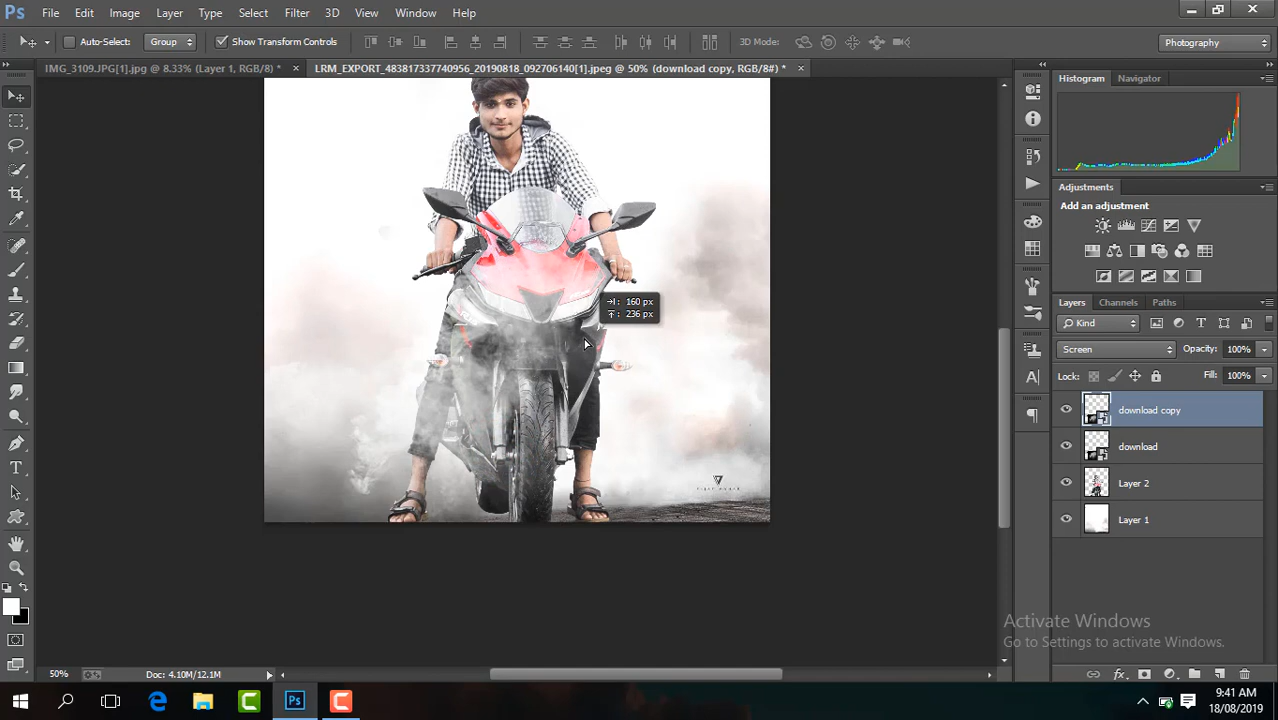 Ps File Edit Image Layer Type Select Filter 3D View Window Help
Auto-Select: Group Show Transform Controls 3D Mode: Photography
IMG_3109.JPG[1].jpg @ 8.33% (Layer 1, RGB/8) * × LRM_EXPORT_483817337740956_20190818_092706140[1].jpeg @ 50% (download copy, RGB/8#) * ×
Histogram Navigator
Adjustments
Add an adjustment
160 px
236 px
Layers Channels Paths
Kind
Screen Opacity: 100%
Lock: Fill: 100%
download copy
download
Layer 2
Layer 1
Activate Windows
Go to Settings to activate Windows.
50% Doc: 4.10M/12.1M
9:41 AM
18/08/2019